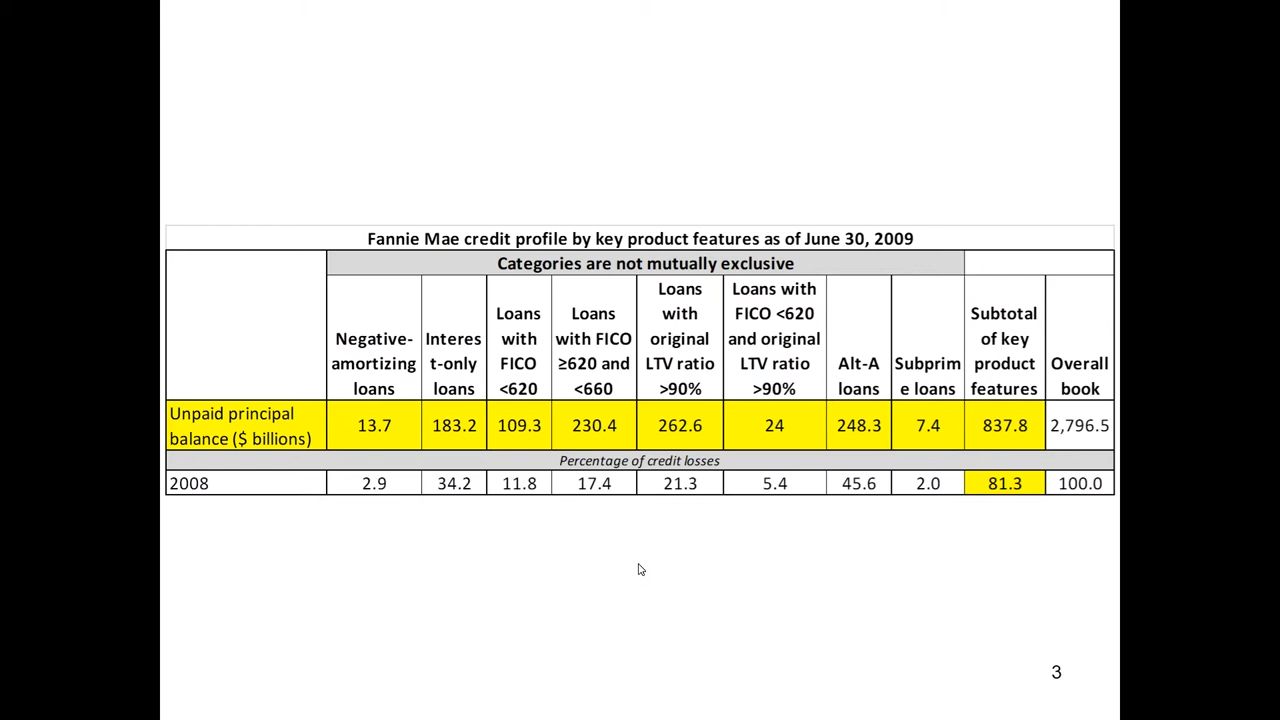 Fannie Mae credit profile by key product features as of June 30, 2009
Categories are not mutually exclusive
Negative-
amortizing
loans
Interes
t-only
loans
Loans
with
FICO
<620
Loans
with FICO
≥620 and
<660
Loans
with
original
LTV ratio
>90%
Loans with
FICO <620
and original
LTV ratio
>90%
Alt-A
loans
Subprim
e loans
Subtotal
of key
product
features
Overall
book
Unpaid principal
balance ($ billions)
13.7 183.2 109.3 230.4 262.6 24 248.3 7.4 837.8 2,796.5
Percentage of credit losses
2008 2.9 34.2 11.8 17.4 21.3 5.4 45.6 2.0 81.3 100.0
3